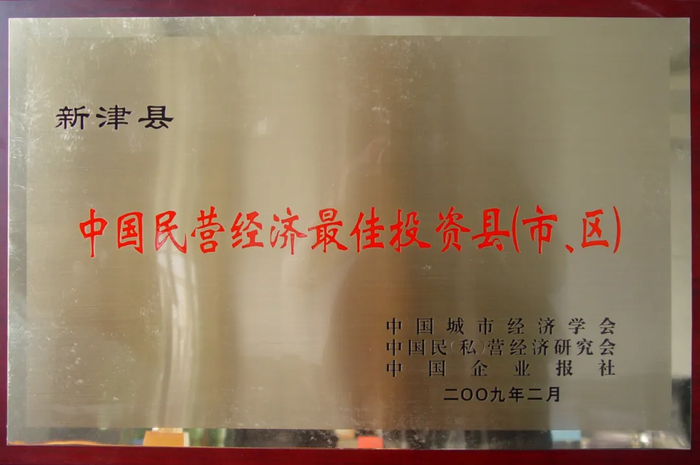 新津县
中国民营经济最佳投资县(市、区)
中国城市经济学会
中国民(私)营经济研究会
中国企业报社
二〇〇九年二月